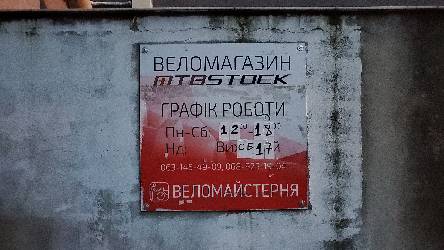 ВЕЛОМАГАЗИН
MTBSTOCK
ГРАФІК РОБОТИ
Пн-Сб: 12 - 18
Нд:
ВЕЛОМАЙСТЕРНЯ